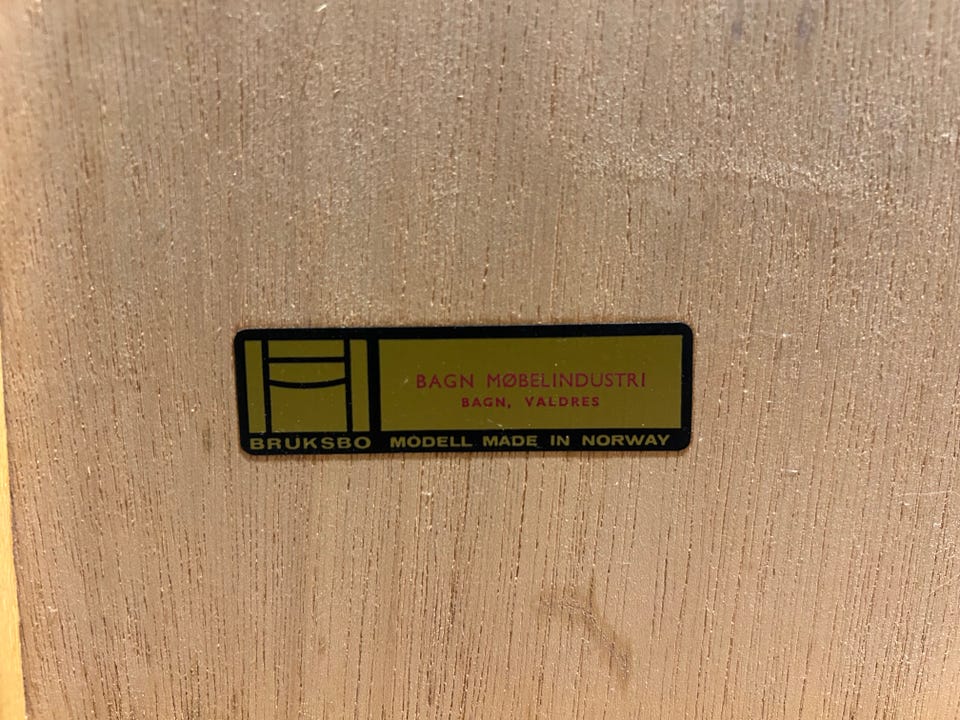 BAGN MØBELINDUSTRI
BAGN, VALDRES
BRUKSBO MODELL MADE IN NORWAY